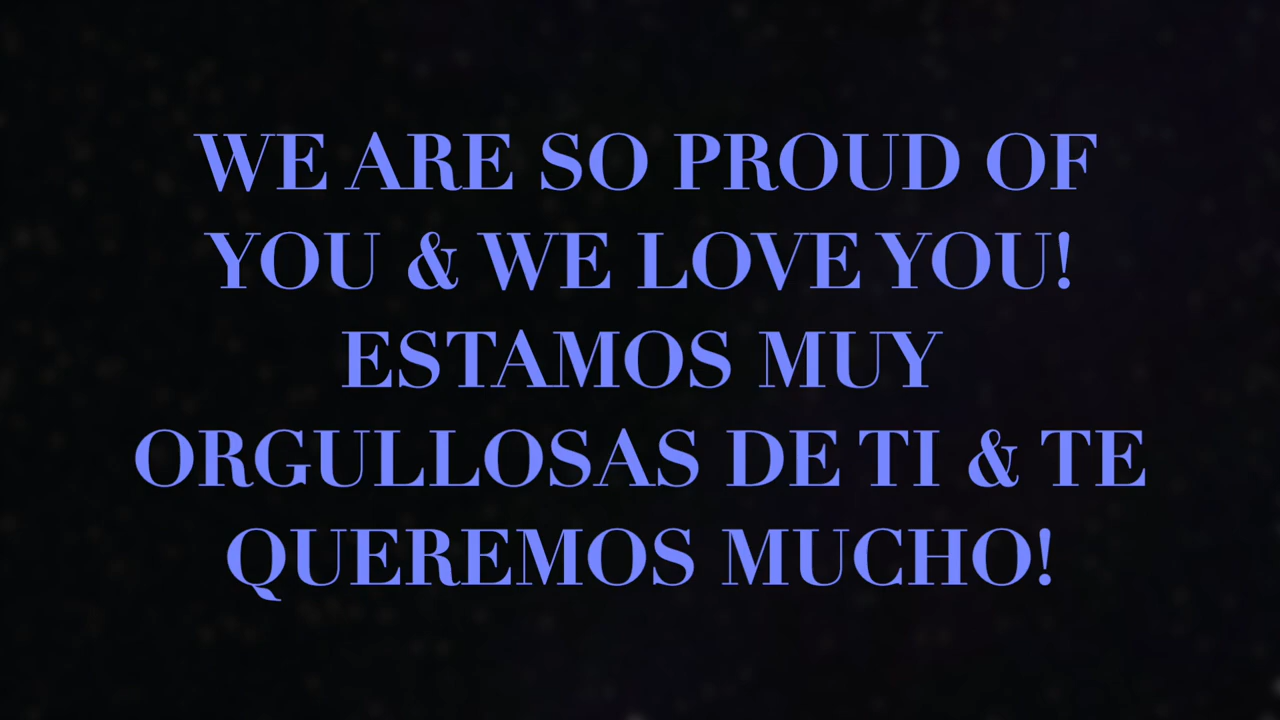 WE ARE SO PROUD OF
YOU & WE LOVE YOU!
ESTAMOS MUY
ORGULLOSAS DE TI & TE
QUEREMOS MUCHO!